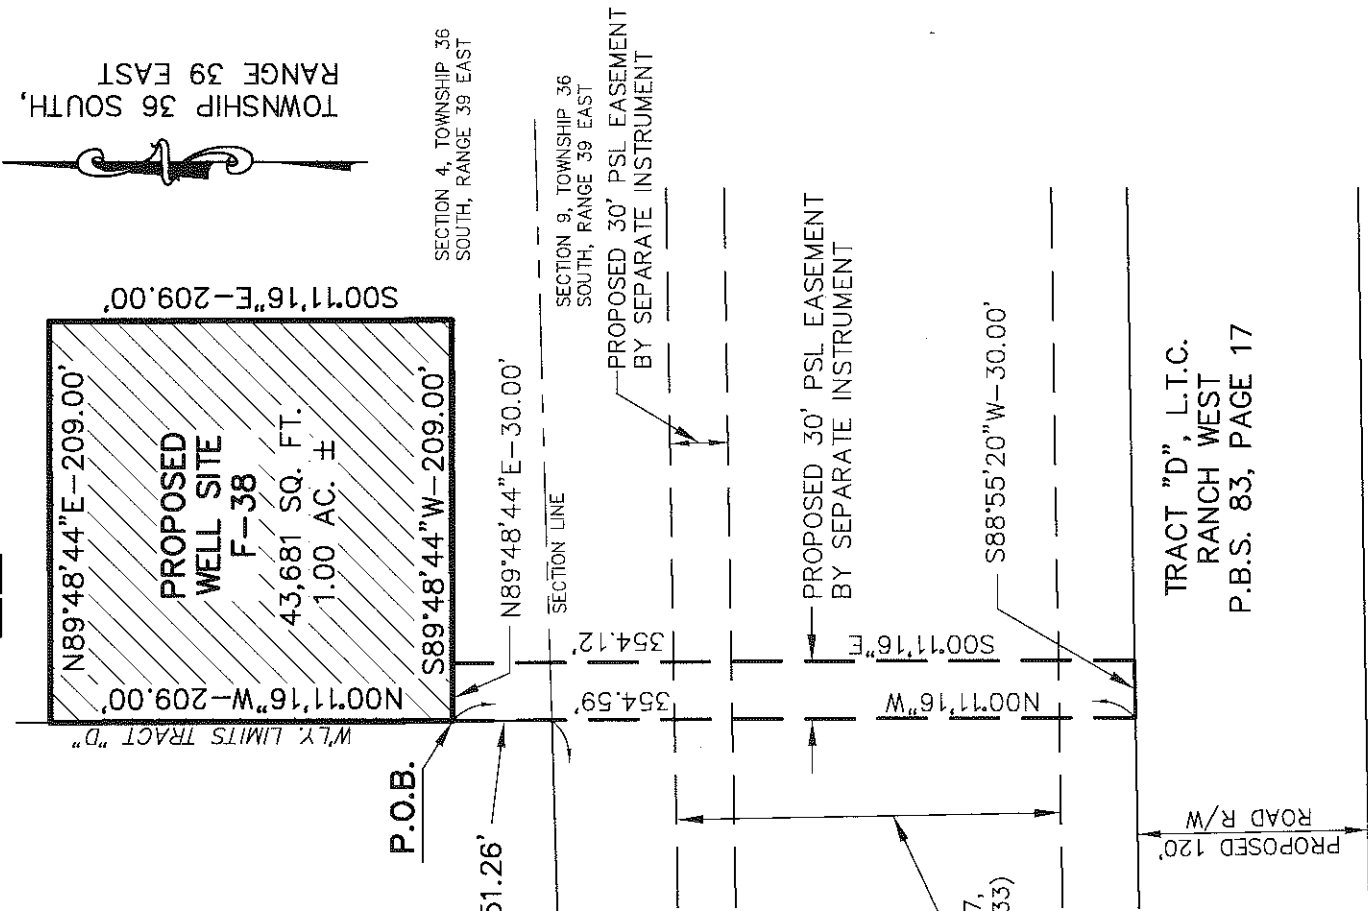 TOWNSHIP 36 SOUTH,
RANGE 39 EAST
SECTION 4, TOWNSHIP 36
SOUTH, RANGE 39 EAST
SECTION 9, TOWNSHIP 36
SOUTH, RANGE 39 EAST
PROPOSED 30' PSL EASEMENT
BY SEPARATE INSTRUMENT
N89°48'44"E-209.00'
S00°11'16"E-209.00'
PROPOSED
WELL SITE
F-38
43,681 SQ. FT.
1.00 AC. ±
S89°48'44"W-209.00'
N00°11'16"W-209.00'
W'LY. LIMITS TRACT "D"
P.O.B.
N89°48'44"E-30.00'
SECTION LINE
51.26'
354.12'
S00°11'16"E
354.59'
N00°11'16"W
PROPOSED 30' PSL EASEMENT
BY SEPARATE INSTRUMENT
S88°55'20"W-30.00'
7,
33)
TRACT "D", L.T.C.
RANCH WEST
P.B.S. 83, PAGE 17
PROPOSED 120'
ROAD R/W